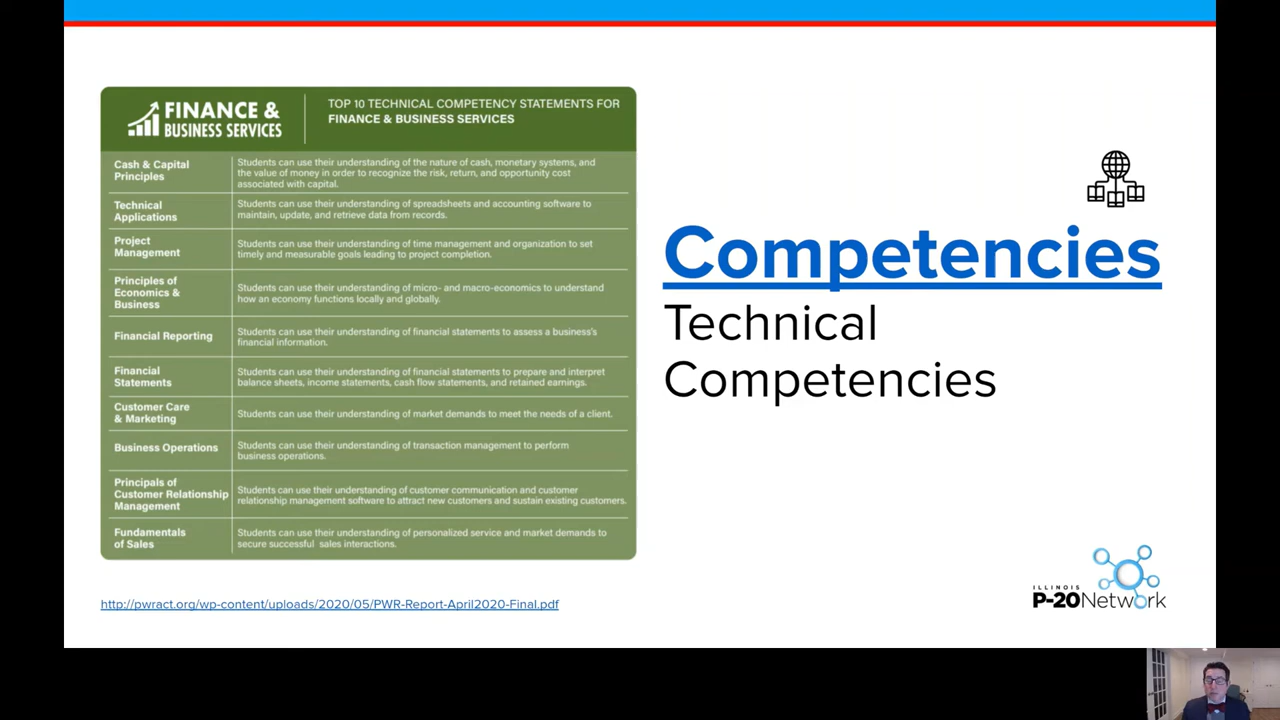 FINANCE &
BUSINESS SERVICES
TOP 10 TECHNICAL COMPETENCY STATEMENTS FOR
FINANCE & BUSINESS SERVICES
Cash & Capital
Principles
Students can use their understanding of the nature of cash, monetary systems, and
the value of money in order to recognize the risk, return, and opportunity cost
associated with capital.
Technical
Applications
Students can use their understanding of spreadsheets and accounting software to
maintain, update, and retrieve data from records.
Project
Management
Students can use their understanding of time management and organization to set
timely and measurable goals leading to project completion.
Principles of
Economics &
Business
Students can use their understanding of micro- and macro-economics to understand
how an economy functions locally and globally.
Financial Reporting
Students can use their understanding of financial statements to assess a business's
financial information.
Financial
Statements
Students can use their understanding of financial statements to prepare and interpret
balance sheets, income statements, cash flow statements, and retained earnings.
Customer Care
& Marketing
Students can use their understanding of market demands to meet the needs of a client.
Business Operations
Students can use their understanding of transaction management to perform
business operations.
Principals of
Customer Relationship
Management
Students can use their understanding of customer communication and customer
relationship management software to attract new customers and sustain existing customers.
Fundamentals
of Sales
Students can use their understanding of personalized service and market demands to
secure successful sales interactions.
http://pwract.org/wp-content/uploads/2020/05/PWR-Report-April2020-Final.pdf
Competencies
Technical
Competencies
ILLINOIS
P-20 Network